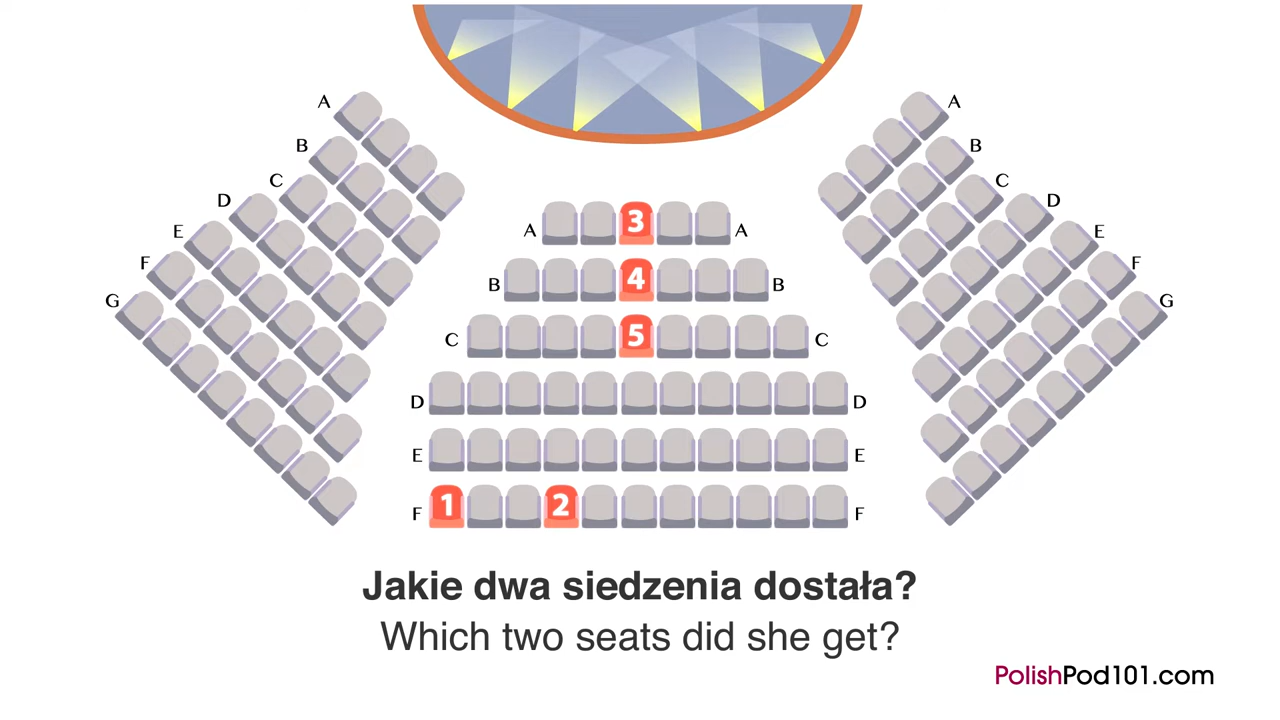 A A
B B
C C
D D
E E
F F
G G
A 3 A
B 4 B
C 5 C
D D
E E
F 1 2 F
Jakie dwa siedzenia dostała?
Which two seats did she get?
PolishPod101.com